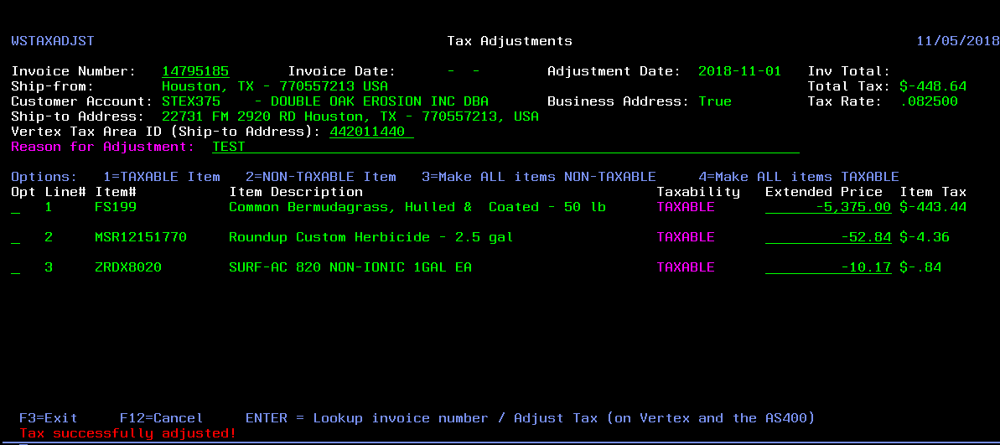 WSTAXADJST Tax Adjustments 11/05/2018
Invoice Number: 14795185 Invoice Date: - - Adjustment Date: 2018-11-01 Inv Total:
Ship-from: Houston, TX - 770557213 USA Total Tax: $-448.64
Customer Account: STEX375 - DOUBLE OAK EROSION INC DBA Business Address: True Tax Rate: .082500
Ship-to Address: 22731 FM 2920 RD Houston, TX - 770557213, USA
Vertex Tax Area ID (Ship-to Address): 442011440
Reason for Adjustment: TEST
Options: 1=TAXABLE Item 2=NON-TAXABLE Item 3=Make ALL items NON-TAXABLE 4=Make ALL items TAXABLE
Opt Line# Item# Item Description Taxability Extended Price Item Tax
_ 1 FS199 Common Bermudagrass, Hulled & Coated - 50 lb TAXABLE -5,375.00 $-443.44
_ 2 MSR12151770 Roundup Custom Herbicide - 2.5 gal TAXABLE -52.84 $-4.36
_ 3 ZRDX8020 SURF-AC 820 NON-IONIC 1GAL EA TAXABLE -10.17 $-.84
F3=Exit F12=Cancel ENTER = Lookup invoice number / Adjust Tax (on Vertex and the AS400)
Tax successfully adjusted!